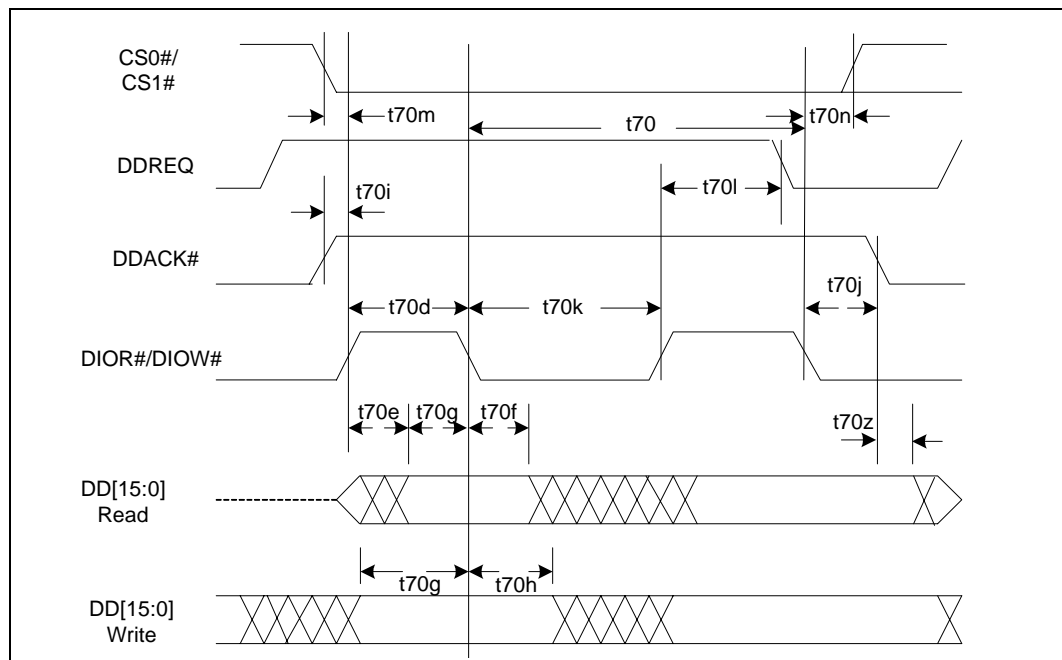 CS0#/
CS1#
t70m
t70
t70n
DDREQ
t70i
t70l
DDACK#
t70d
t70k
t70j
DIOR#/DIOW#
t70e
t70g
t70f
t70z
DD[15:0]
Read
t70g
t70h
DD[15:0]
Write